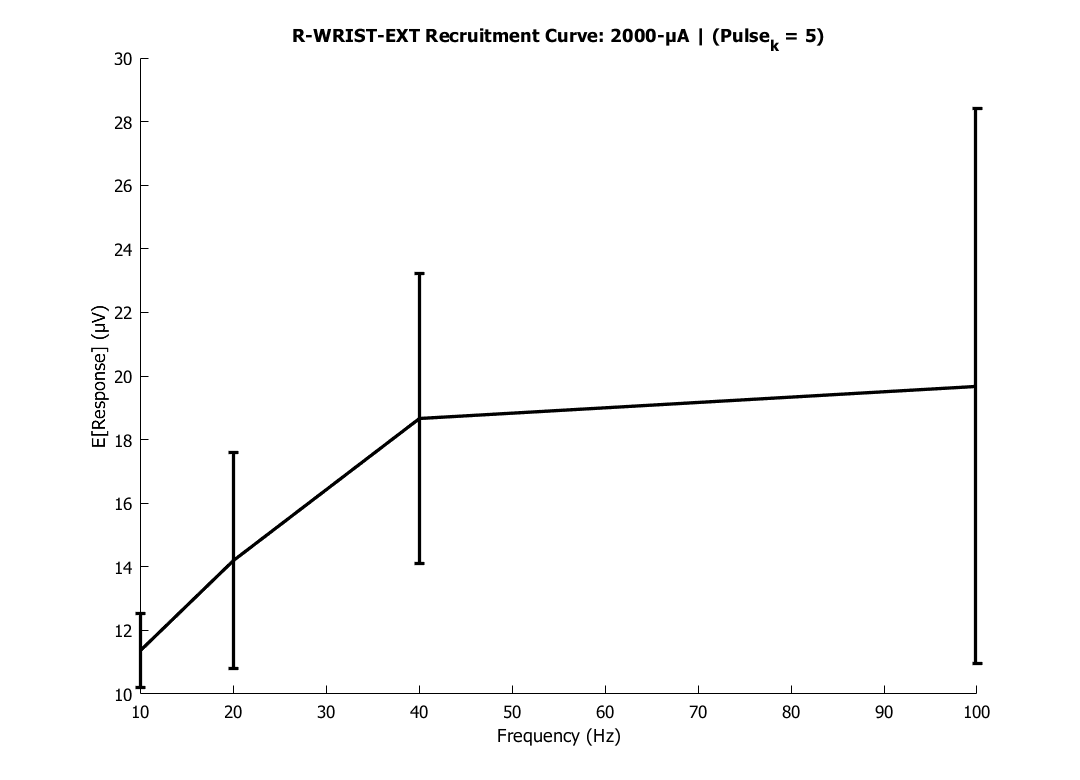 R-WRIST-EXT Recruitment Curve: 2000-µA | (Pulsek = 5)
30
28
26
24
22
20
18
16
14
12
10
E[Response] (µV)
10 20 30 40 50 60 70 80 90 100
Frequency (Hz)